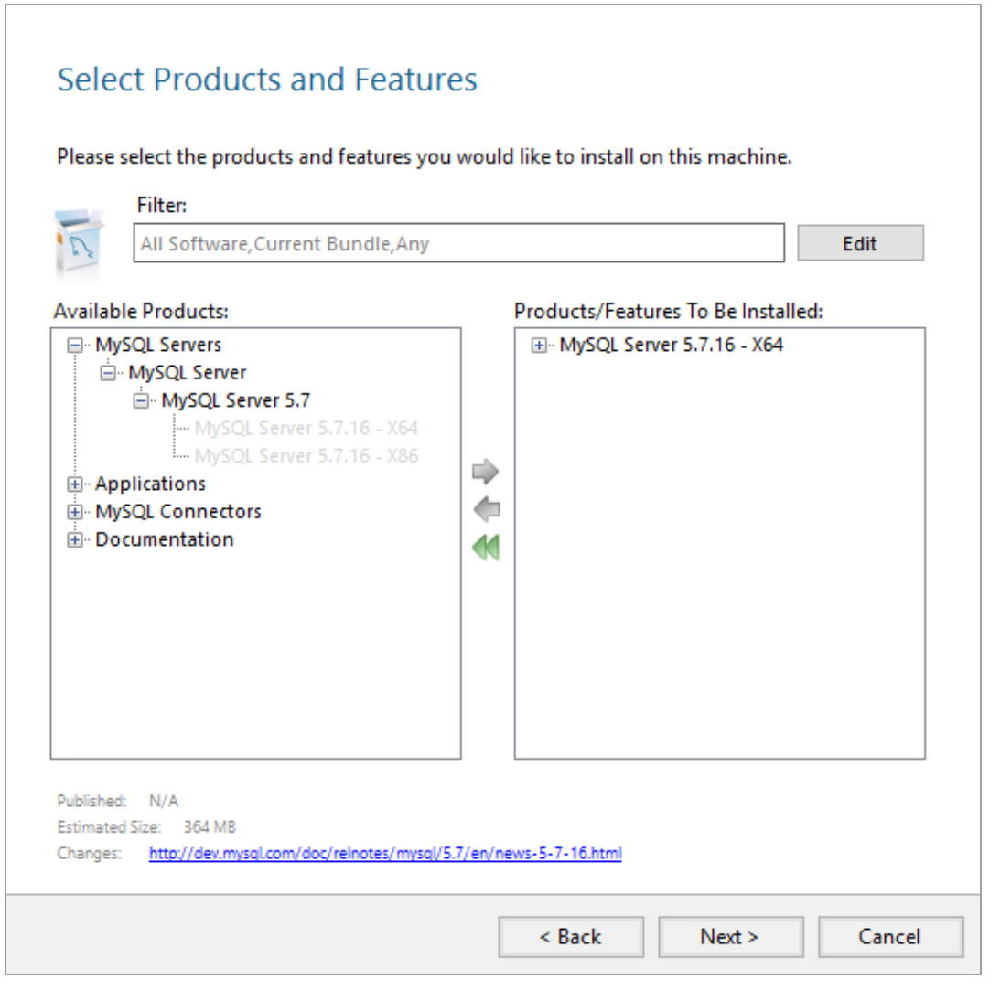 Select Products and Features
Please select the products and features you would like to install on this machine.
Filter:
All Software,Current Bundle,Any
Edit
Available Products:
MySQL Servers
MySQL Server
MySQL Server 5.7
MySQL Server 5.7.16 - X64
MySQL Server 5.7.16 - X86
Applications
MySQL Connectors
Documentation
Products/Features To Be Installed:
MySQL Server 5.7.16 - X64
Published: N/A
Estimated Size: 364 MB
Changes: http://dev.mysql.com/doc/relnotes/mysql/5.7/en/news-5-7-16.html
< Back
Next >
Cancel